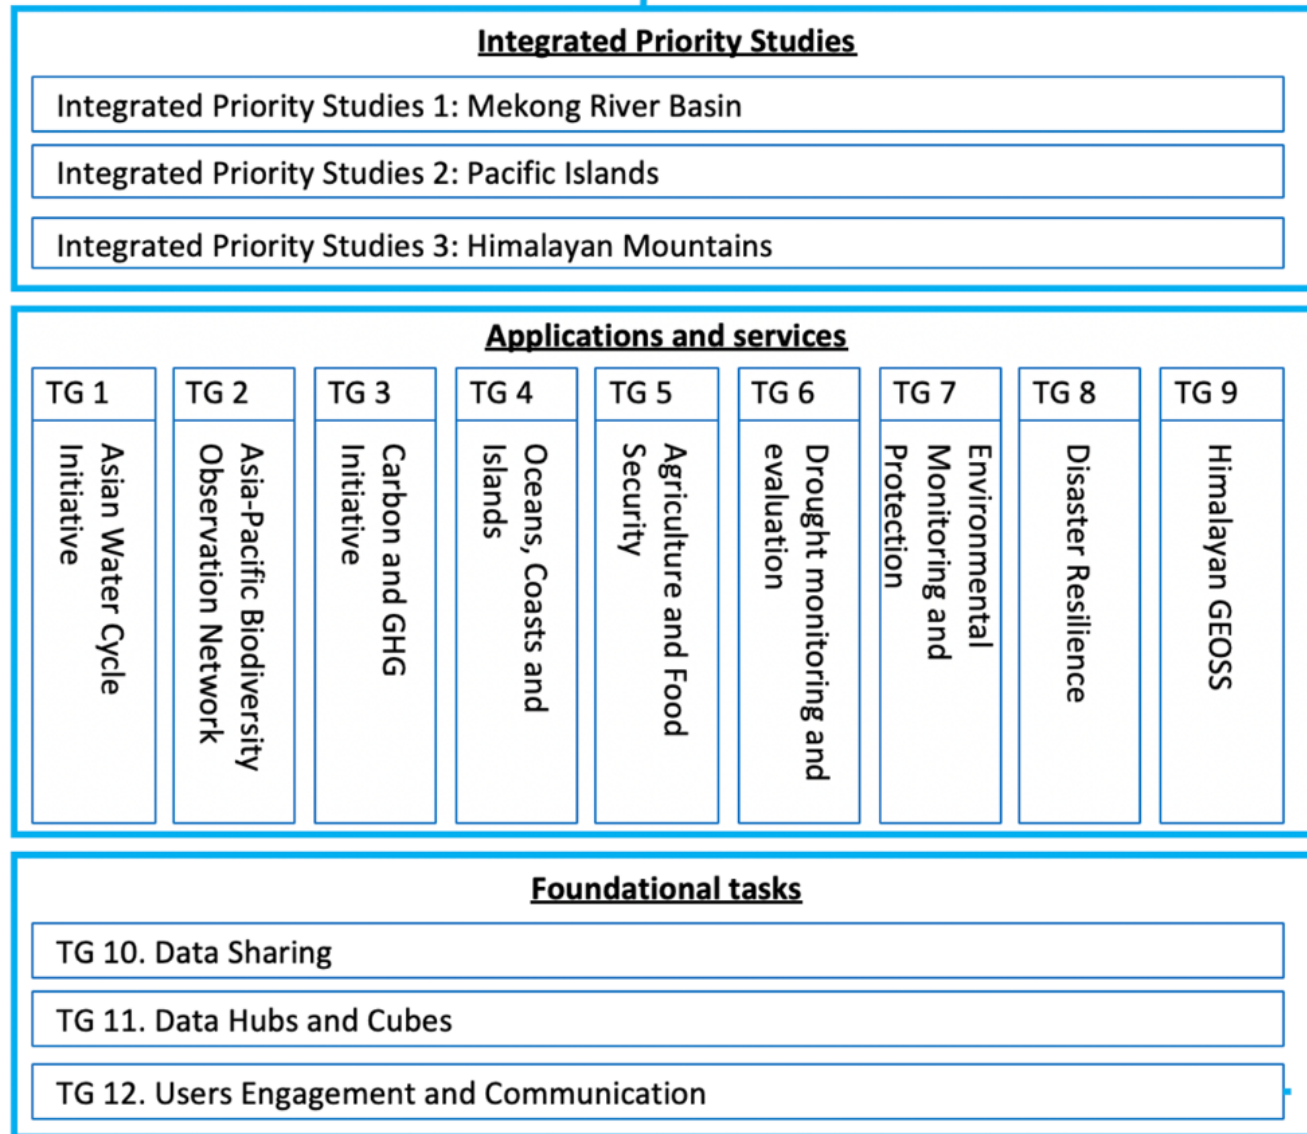 Integrated Priority Studies
Integrated Priority Studies 1: Mekong River Basin
Integrated Priority Studies 2: Pacific Islands
Integrated Priority Studies 3: Himalayan Mountains
Applications and services
TG 1
Asian Water Cycle
Initiative
TG 2
Asia-Pacific Biodiversity
Observation Network
TG 3
Carbon and GHG
Initiative
TG 4
Oceans, Coasts and
Islands
TG 5
Agriculture and Food
Security
TG 6
Drought monitoring and
evaluation
TG 7
Environmental
Monitoring and
Protection
TG 8
Disaster Resilience
TG 9
Himalayan GEOSS
Foundational tasks
TG 10. Data Sharing
TG 11. Data Hubs and Cubes
TG 12. Users Engagement and Communication